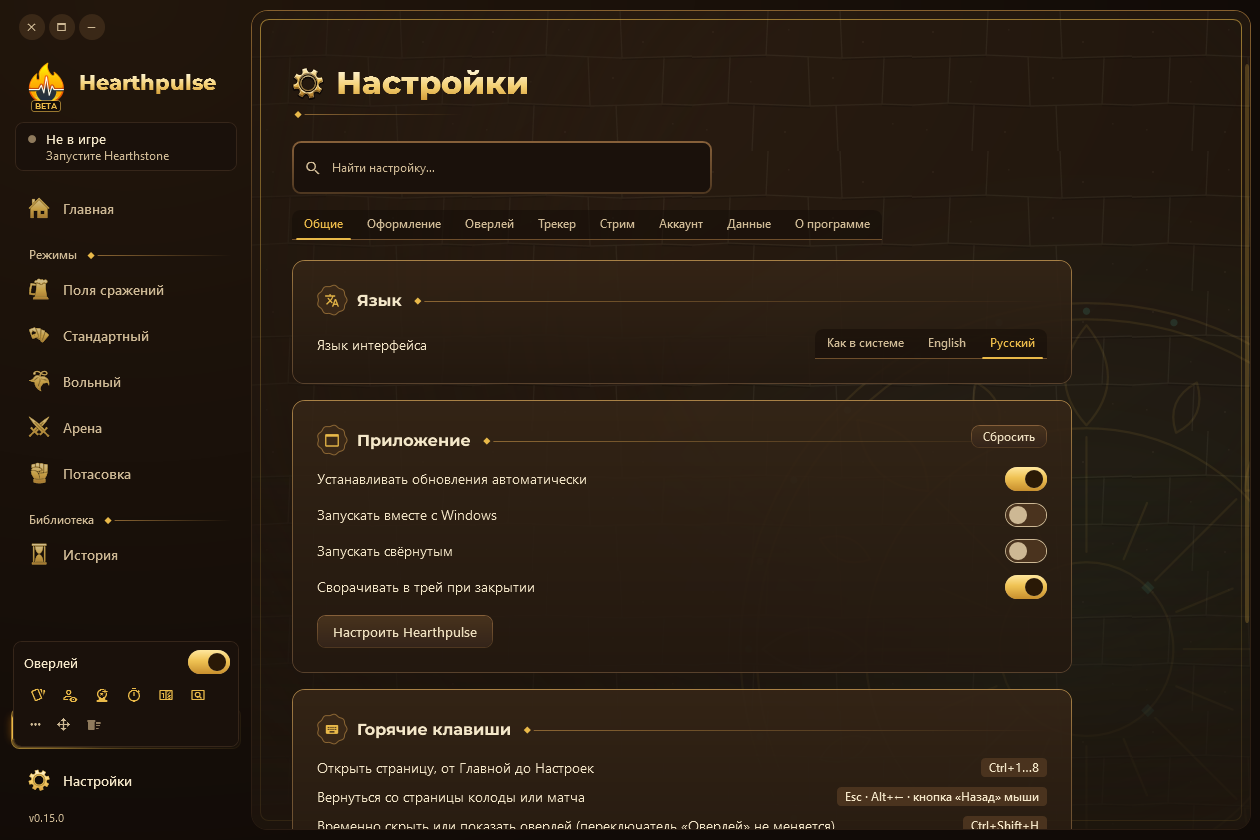 Hearthpulse
BETA
Не в игре
Запустите Hearthstone
Главная
Режимы
Поля сражений
Стандартный
Вольный
Арена
Потасовка
Библиотека
История
Оверлей
Настройки
v0.15.0
Настройки
Найти настройку...
Общие Оформление Оверлей Трекер Стрим Аккаунт Данные О программе
Язык
Язык интерфейса Как в системе English Русский
Приложение Сбросить
Устанавливать обновления автоматически
Запускать вместе с Windows
Запускать свёрнутым
Сворачивать в трей при закрытии
Настроить Hearthpulse
Горячие клавиши
Открыть страницу, от Главной до Настроек Ctrl+1…8
Вернуться со страницы колоды или матча Esc · Alt+← · кнопка «Назад» мыши
Временно скрыть или показать оверлей (переключатель «Оверлей» не меняется) Ctrl+Shift+H